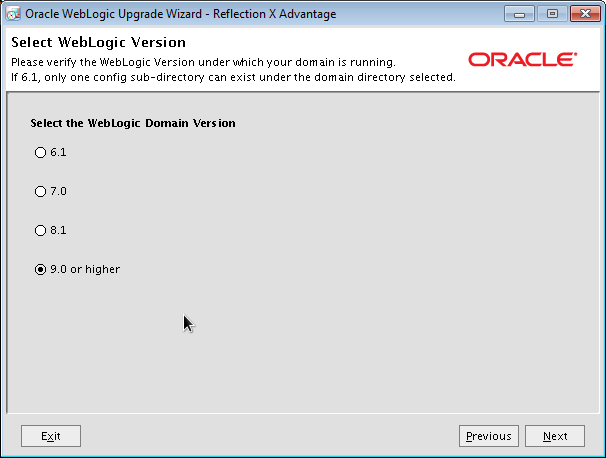 Oracle WebLogic Upgrade Wizard - Reflection X Advantage
Select WebLogic Version
Please verify the WebLogic Version under which your domain is running.
If 6.1, only one config sub-directory can exist under the domain directory selected.
ORACLE
Select the WebLogic Domain Version
6.1
7.0
8.1
9.0 or higher
Exit
Previous
Next